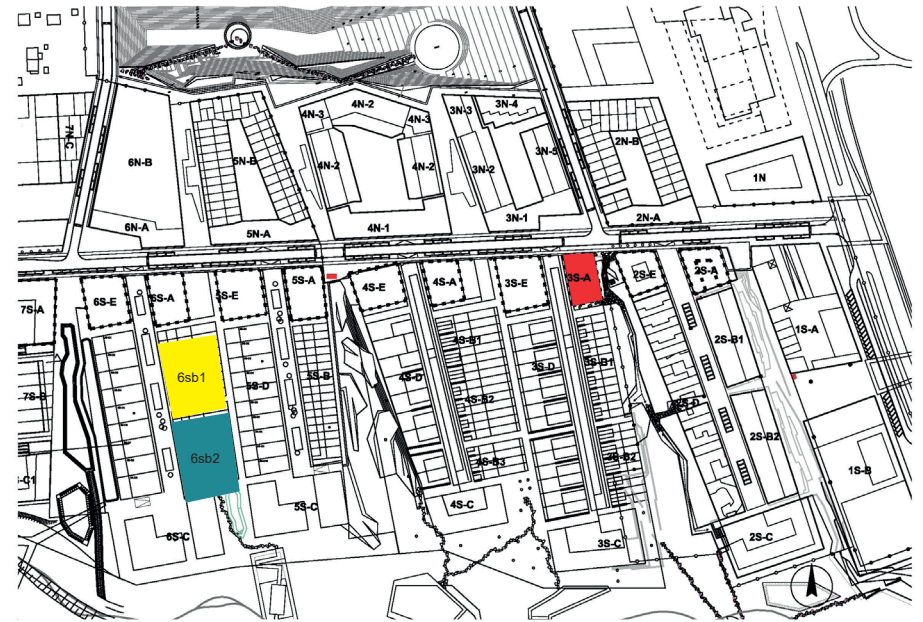 4N-2
3N-4
4N-3
4N-3
3N-3
7N-C
6N-B
5N-B
4N-2
4N-2
3N-2
3N-5
2N-B
1N
6N-A
5N-A
4N-1
3N-1
2N-A
7S-A
6S-E
6S-A
5S-E
5S-A
4S-E
4S-A
3S-E
3S-A
2S-E
2S-A
1S-A
4S-B1
2S-B1
6sb1
7S-B
5S-D
5S-B
4S-D
3S-D
3S-B1
4S-B2
2S-D
2S-B2
6sb2
4S-B3
3S-B2
1S-B
5S-C
4S-C
6S-C
3S-C
2S-C